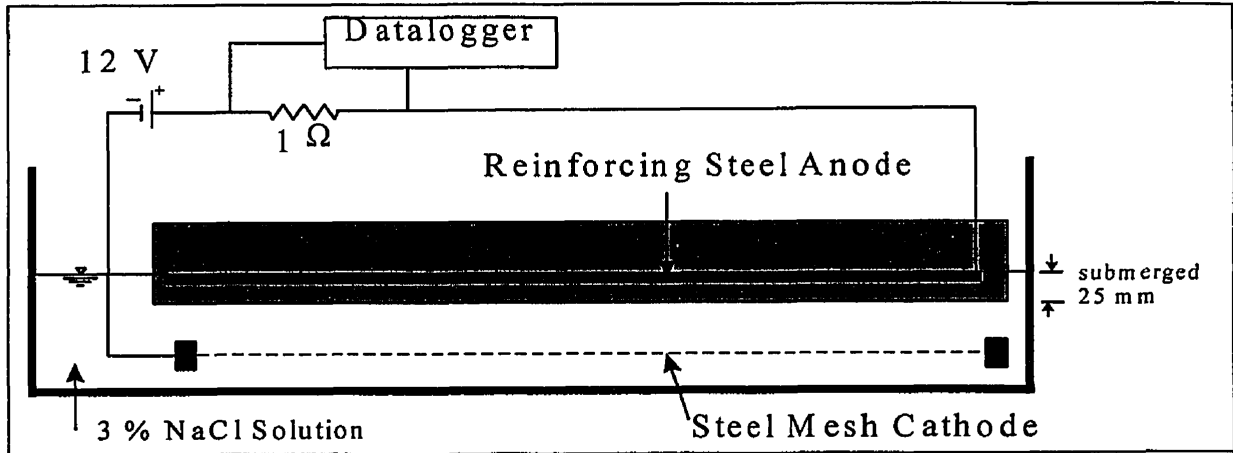 Datalogger
12 V
− +
1 Ω
Reinforcing Steel Anode
submerged
25 mm
3 % NaCl Solution
Steel Mesh Cathode